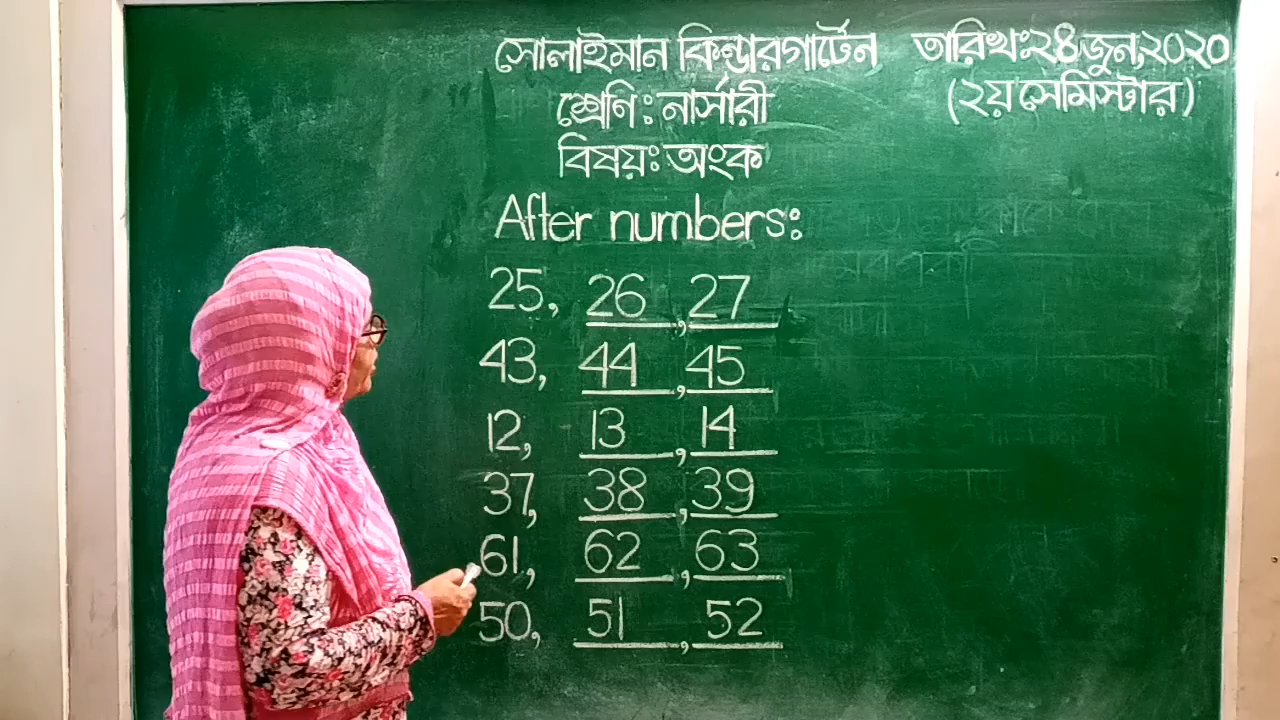 সোলাইমান কিন্ডারগার্টেন তারিখঃ২৪জুন,২০২০
শ্রেণি: নার্সারী (২য় সেমিস্টার)
বিষয়ঃ অংক
After numbers:
25, 26, 27
43, 44, 45
12, 13, 14
37, 38, 39
61, 62, 63
50, 51, 52